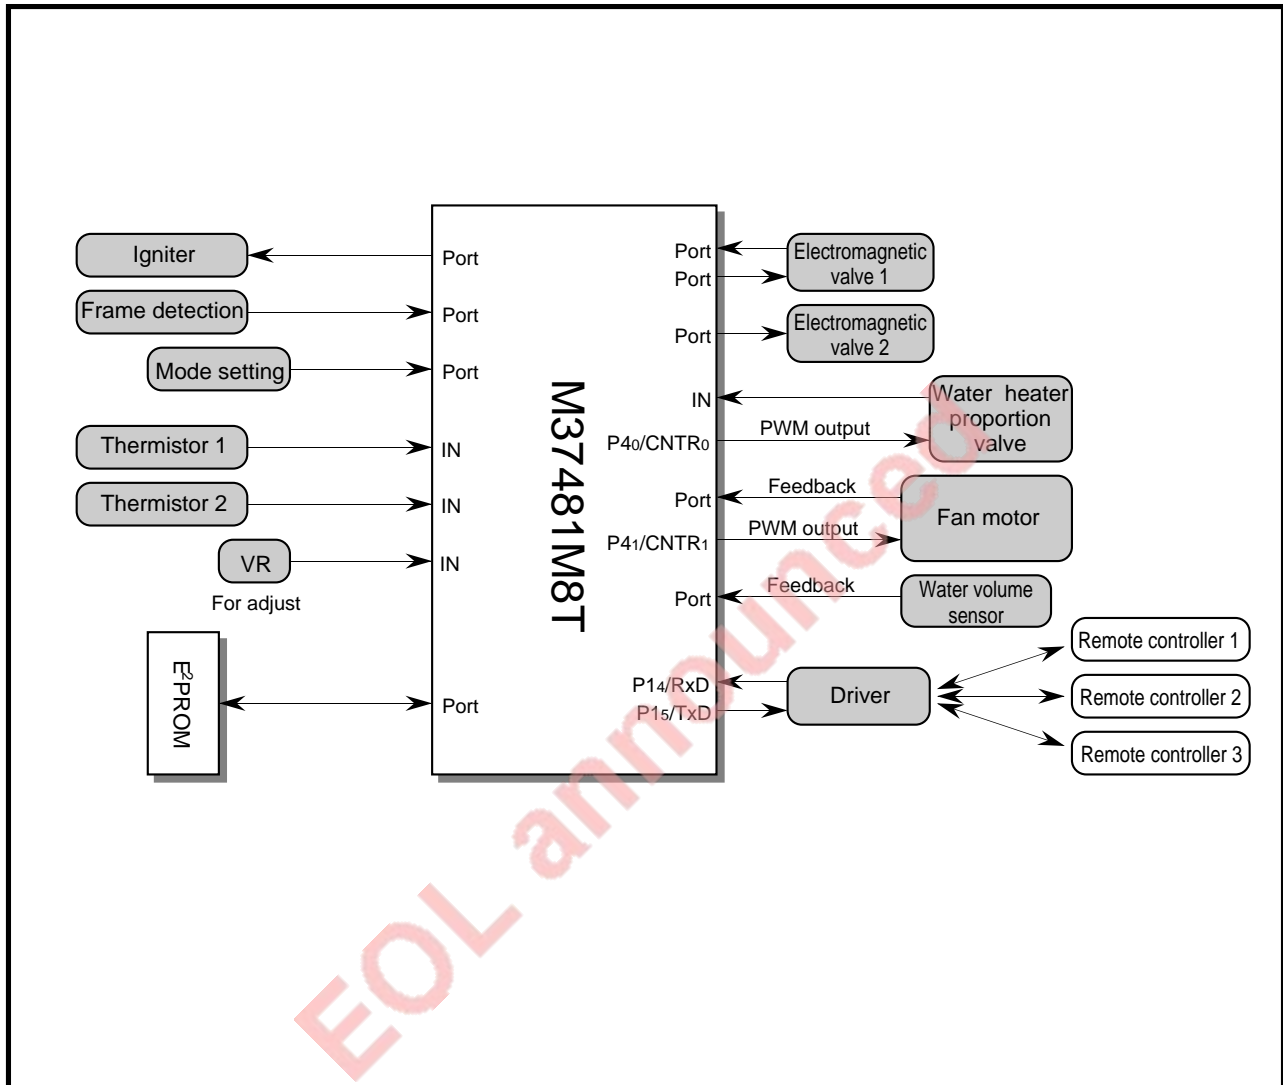 Igniter
Port
Frame detection
Port
Mode setting
Port
Thermistor 1
IN
Thermistor 2
IN
VR
IN
For adjust
E²PROM
Port
M37481M8T
Port
Port
Electromagnetic
valve 1
Port
Electromagnetic
valve 2
IN
P40/CNTR0
PWM output
Water heater
proportion
valve
Port
Feedback
P41/CNTR1
PWM output
Fan motor
Port
Feedback
Water volume
sensor
P14/RxD
P15/TxD
Driver
Remote controller 1
Remote controller 2
Remote controller 3
EOL announced